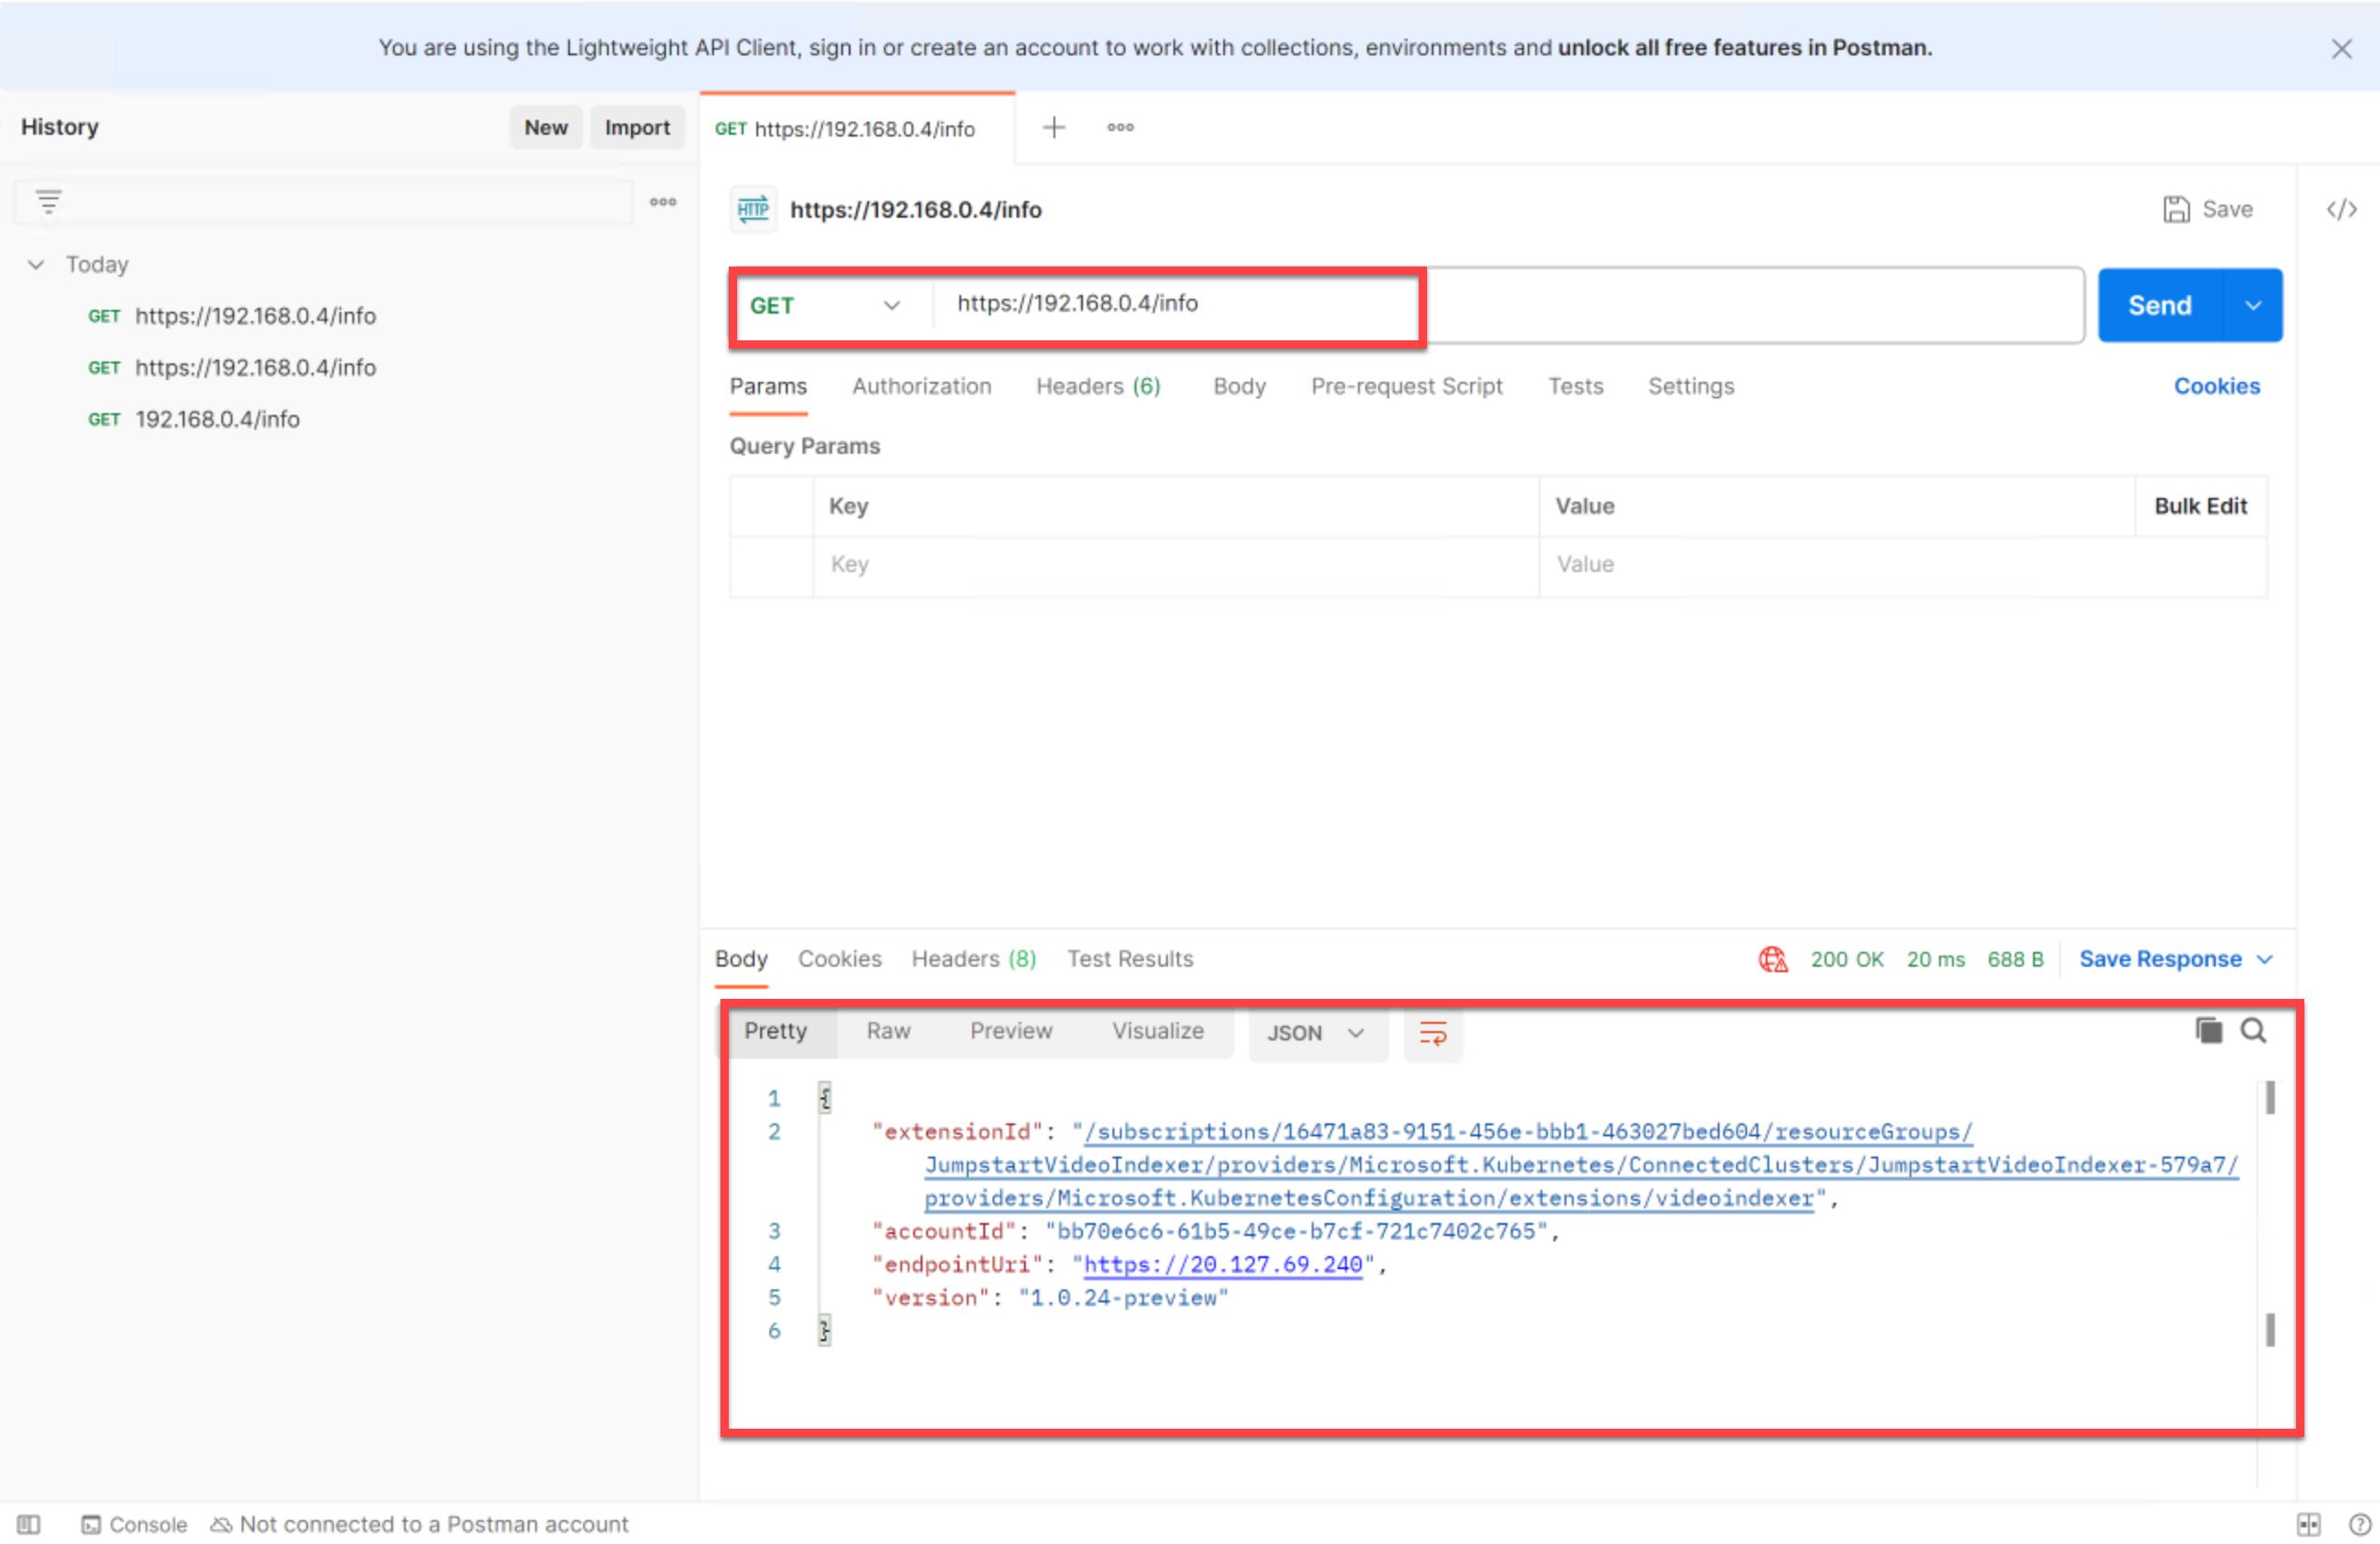 You are using the Lightweight API Client, sign in or create an account to work with collections, environments and unlock all free features in Postman.
History
New
Import
GET https://192.168.0.4/info
Today
GET https://192.168.0.4/info
GET https://192.168.0.4/info
GET 192.168.0.4/info
HTTP https://192.168.0.4/info
Save
</>
GET https://192.168.0.4/info
Send
Params Authorization Headers (6) Body Pre-request Script Tests Settings Cookies
Query Params
Key Value Bulk Edit
Key Value
Body Cookies Headers (8) Test Results 200 OK 20 ms 688 B Save Response
Pretty Raw Preview Visualize JSON
1 {
2 "extensionId": "/subscriptions/16471a83-9151-456e-bbb1-463027bed604/resourceGroups/
JumpstartVideoIndexer/providers/Microsoft.Kubernetes/ConnectedClusters/JumpstartVideoIndexer-579a7/
providers/Microsoft.KubernetesConfiguration/extensions/videoindexer",
3 "accountId": "bb70e6c6-61b5-49ce-b7cf-721c7402c765",
4 "endpointUri": "https://20.127.69.240",
5 "version": "1.0.24-preview"
6 }
Console Not connected to a Postman account